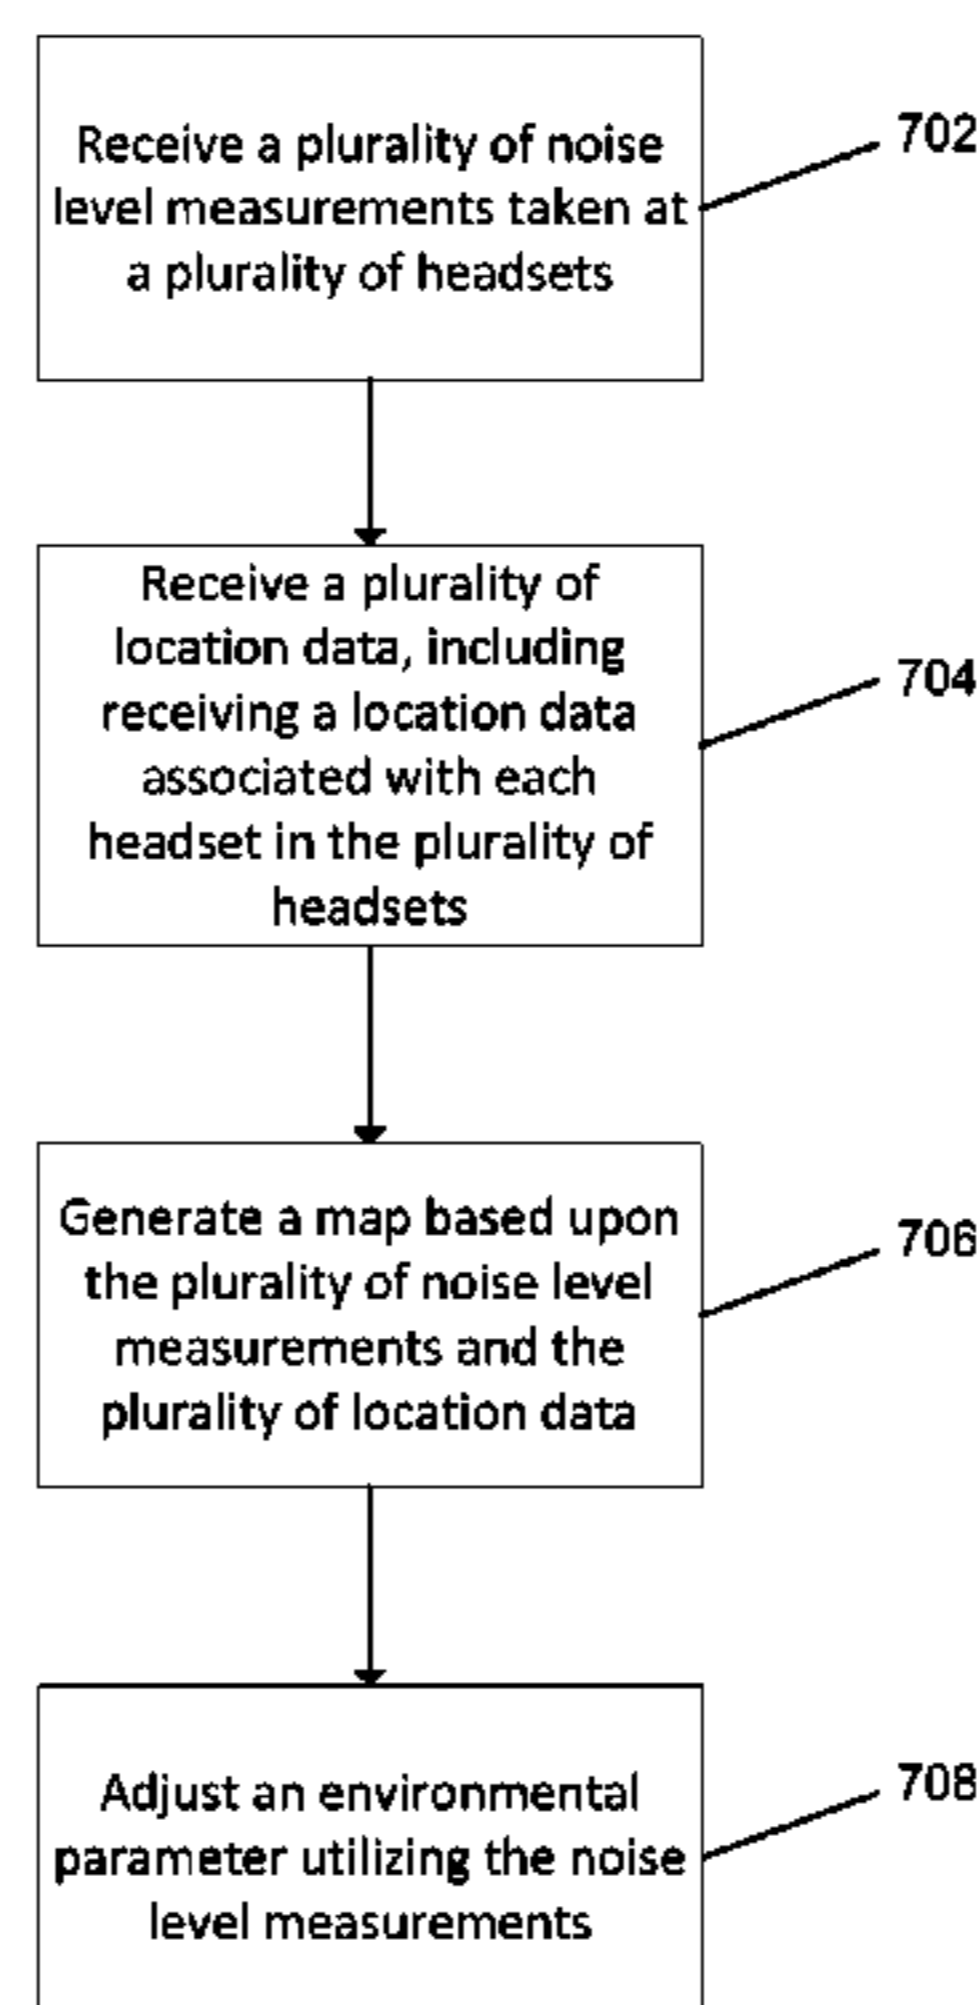 Receive a plurality of noise
level measurements taken at
a plurality of headsets
702
Receive a plurality of
location data, including
receiving a location data
associated with each
headset in the plurality of
headsets
704
Generate a map based upon
the plurality of noise level
measurements and the
plurality of location data
706
Adjust an environmental
parameter utilizing the noise
level measurements
708